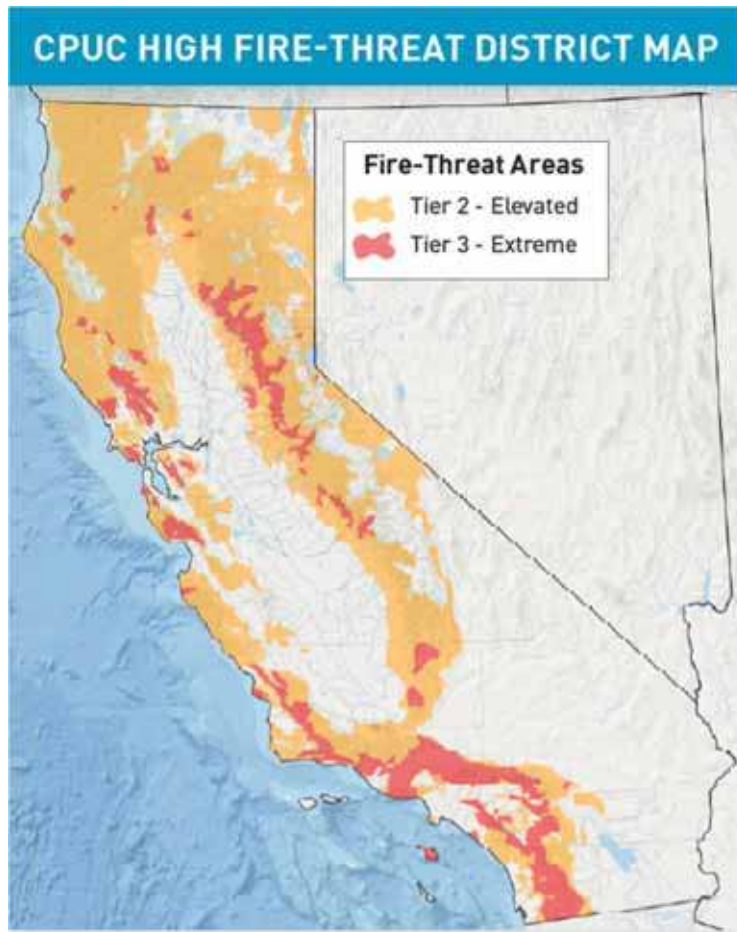 CPUC HIGH FIRE-THREAT DISTRICT MAP
Fire-Threat Areas
Tier 2 - Elevated
Tier 3 - Extreme